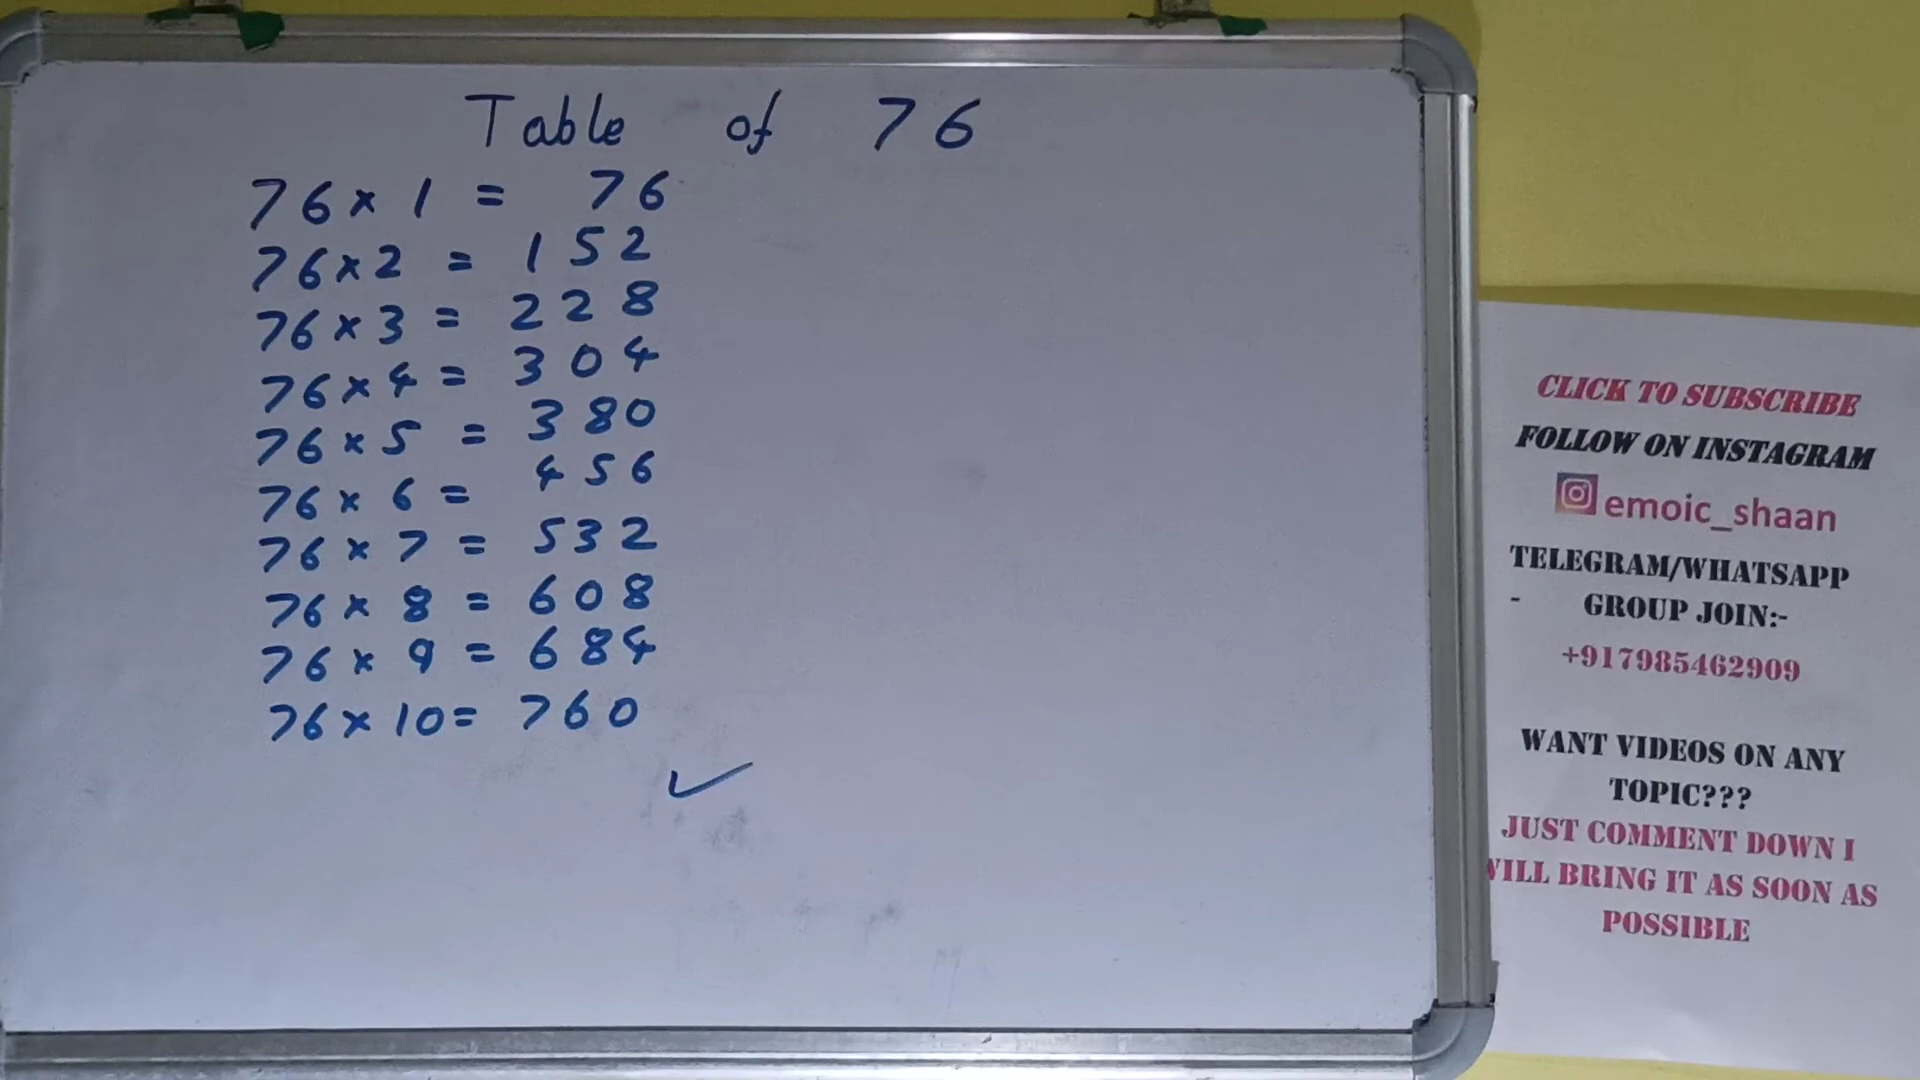 Table of 76
76 × 1 = 76
76 × 2 = 152
76 × 3 = 228
76 × 4 = 304
76 × 5 = 380
76 × 6 = 456
76 × 7 = 532
76 × 8 = 608
76 × 9 = 684
76 × 10 = 760
CLICK TO SUBSCRIBE
FOLLOW ON INSTAGRAM
emoic_shaan
TELEGRAM/WHATSAPP
- GROUP JOIN:-
+917985462909
WANT VIDEOS ON ANY
TOPIC???
JUST COMMENT DOWN I
WILL BRING IT AS SOON AS
POSSIBLE